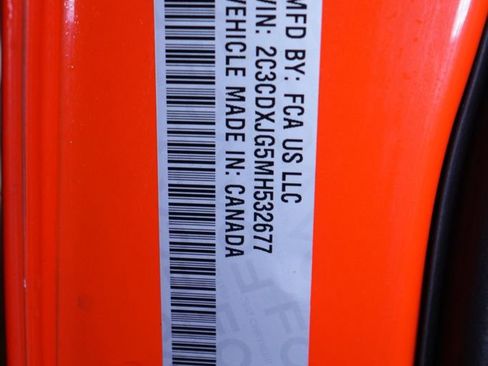 MFD BY: FCA US LLC
VIN: 2C3CDXJG5MH532677
VEHICLE MADE IN: CANADA